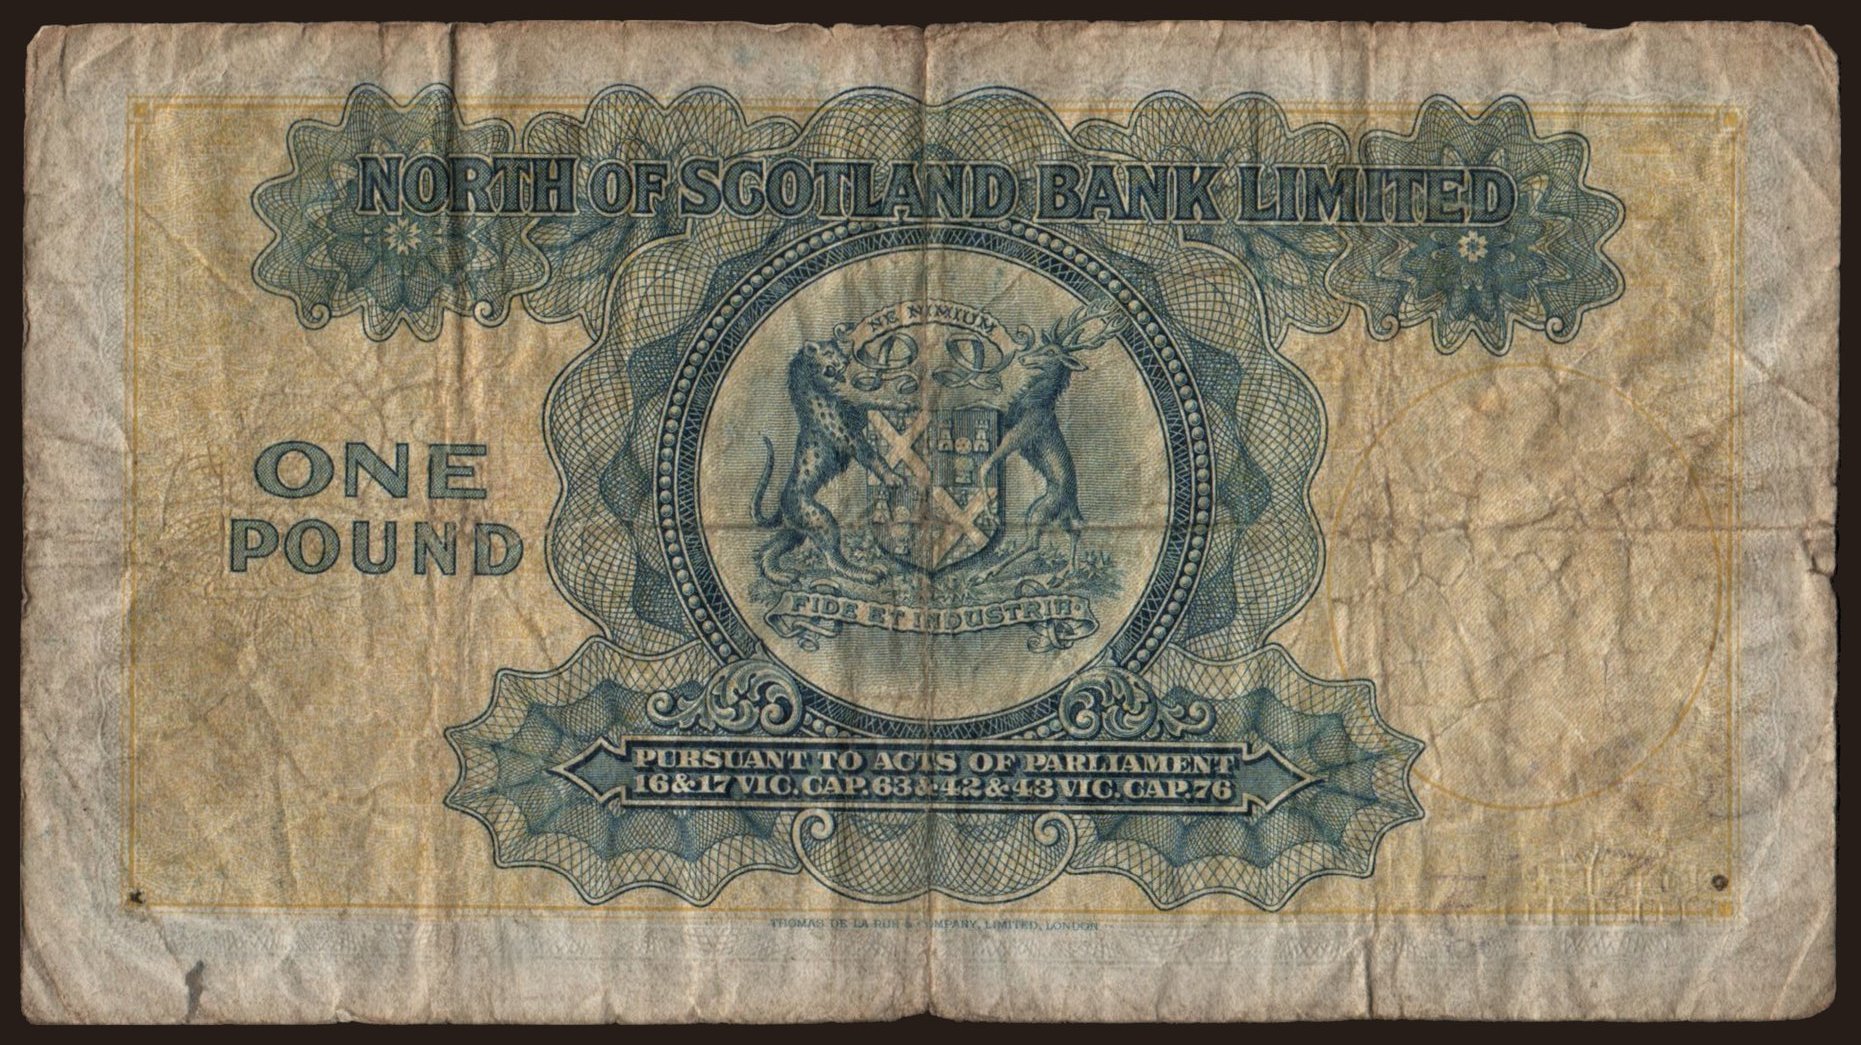 NORTH OF SCOTLAND BANK LIMITED
NE NIMIUM
ONE
POUND
FIDE ET INDUSTRIA
PURSUANT TO ACTS OF PARLIAMENT
16&17 VIC. CAP. 63 & 42 & 43 VIC. CAP. 76
THOMAS DE LA RUE & COMPANY, LIMITED, LONDON